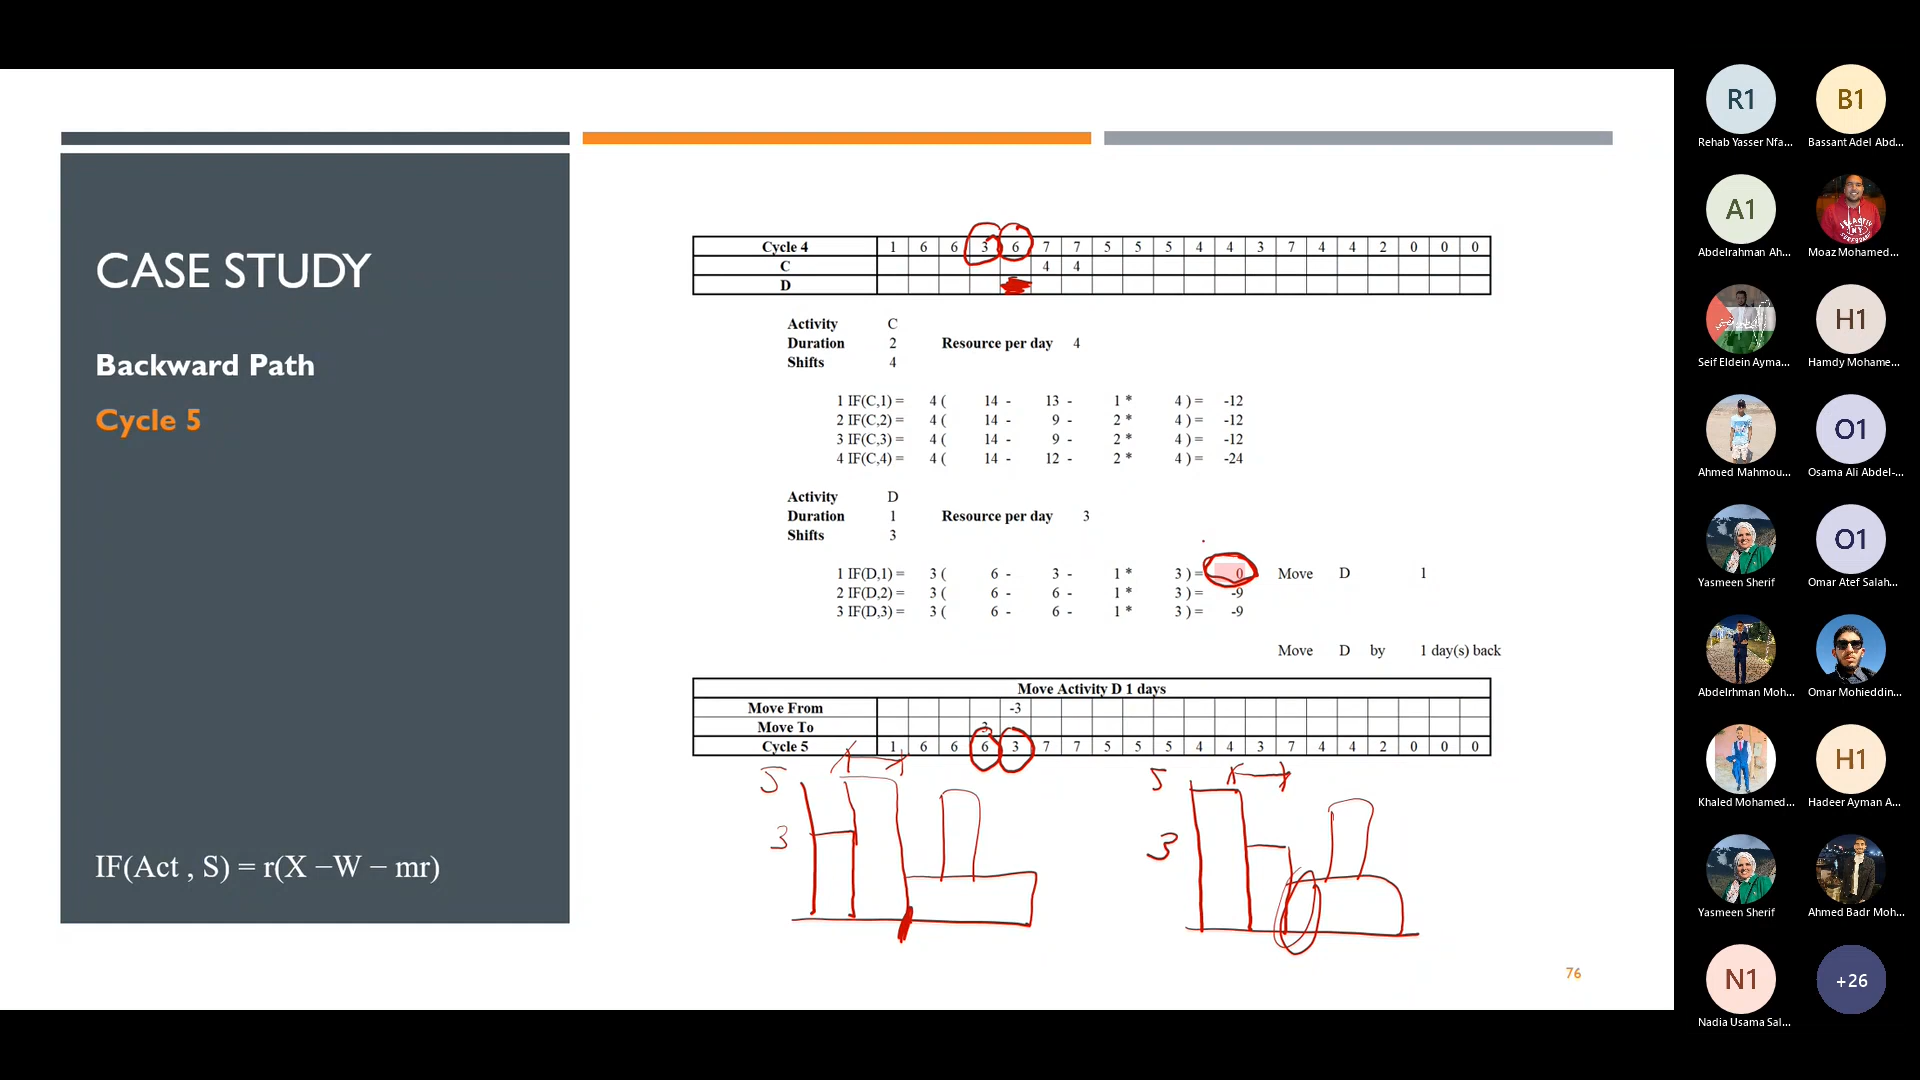 CASE STUDY
Backward Path
Cycle 5
IF(Act , S) = r(X −W − mr)
Cycle 4 1 6 6 3 6 7 7 5 5 5 4 4 3 7 4 4 2 0 0 0
C 4 4
D
Activity C
Duration 2 Resource per day 4
Shifts 4
1 IF(C,1) = 4 ( 14 - 13 - 1 * 4 ) = -12
2 IF(C,2) = 4 ( 14 - 9 - 2 * 4 ) = -12
3 IF(C,3) = 4 ( 14 - 9 - 2 * 4 ) = -12
4 IF(C,4) = 4 ( 14 - 12 - 2 * 4 ) = -24
Activity D
Duration 1 Resource per day 3
Shifts 3
1 IF(D,1) = 3 ( 6 - 3 - 1 * 3 ) = 0 Move D 1
2 IF(D,2) = 3 ( 6 - 6 - 1 * 3 ) = -9
3 IF(D,3) = 3 ( 6 - 6 - 1 * 3 ) = -9
Move D by 1 day(s) back
Move Activity D 1 days
Move From -3
Move To 3
Cycle 5 1 6 6 6 3 7 7 5 5 5 4 4 3 7 4 4 2 0 0 0
5 5
3 3
76
R1 B1
Rehab Yasser Nfa... Bassant Adel Abd...
A1
Abdelrahman Ah... Moaz Mohamed...
H1
Seif Eldein Ayma... Hamdy Mohame...
O1
Ahmed Mahmou... Osama Ali Abdel-...
O1
Yasmeen Sherif Omar Atef Salah...
Abdelrhman Moh... Omar Mohieddin...
H1
Khaled Mohamed... Hadeer Ayman A...
Yasmeen Sherif Ahmed Badr Moh...
N1 +26
Nadia Usama Sal...